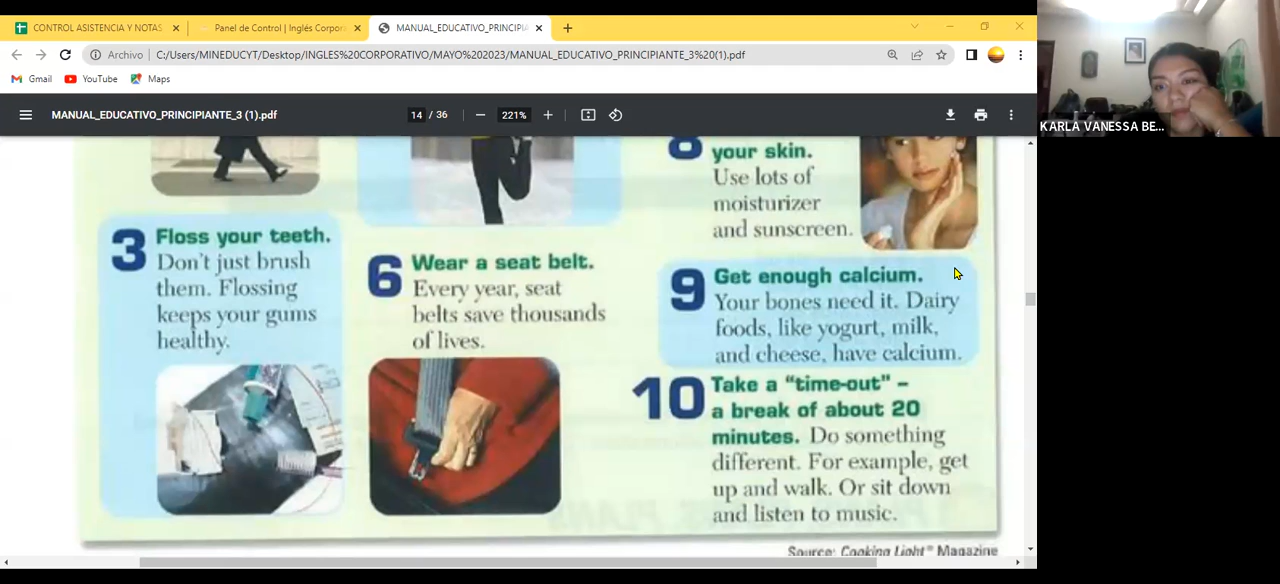 CONTROL ASISTENCIA Y NOTAS
Panel de Control | Inglés Corpora
MANUAL_EDUCATIVO_PRINCIPIA
Archivo
C:/Users/MINEDUCYT/Desktop/INGLES%20CORPORATIVO/MAYO%202023/MANUAL_EDUCATIVO_PRINCIPIANTE_3%20(1).pdf
Gmail
YouTube
Maps
MANUAL_EDUCATIVO_PRINCIPIANTE_3 (1).pdf
14 / 36
221%
3 Floss your teeth.
Don't just brush
them. Flossing
keeps your gums
healthy.
6 Wear a seat belt.
Every year, seat
belts save thousands
of lives.
8
your skin.
Use lots of
moisturizer
and sunscreen.
9 Get enough calcium.
Your bones need it. Dairy
foods, like yogurt, milk,
and cheese, have calcium.
10 Take a “time-out” –
a break of about 20
minutes. Do something
different. For example, get
up and walk. Or sit down
and listen to music.
Source: Cooking Light® Magazine
KARLA VANESSA BE...